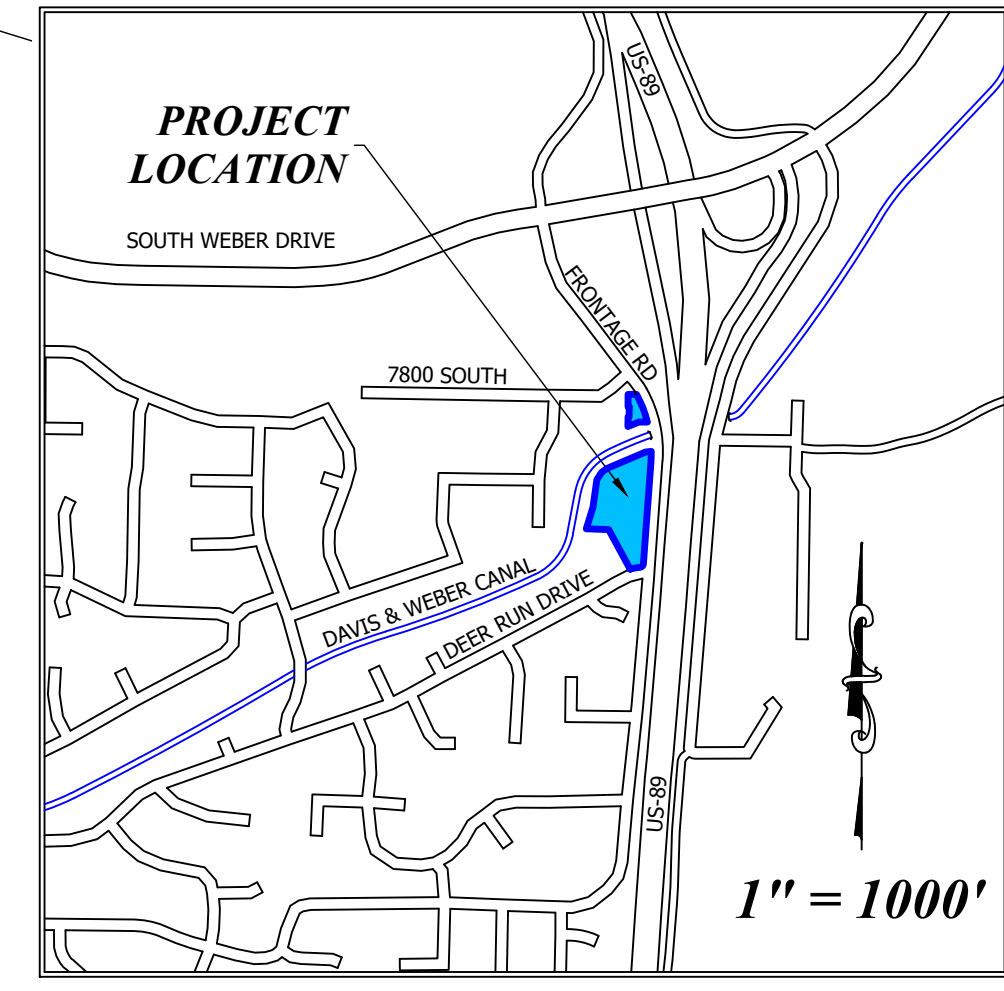 US-89
PROJECT
LOCATION
SOUTH WEBER DRIVE
FRONTAGE RD
7800 SOUTH
DAVIS & WEBER CANAL
DEER RUN DRIVE
US-89
1" = 1000'